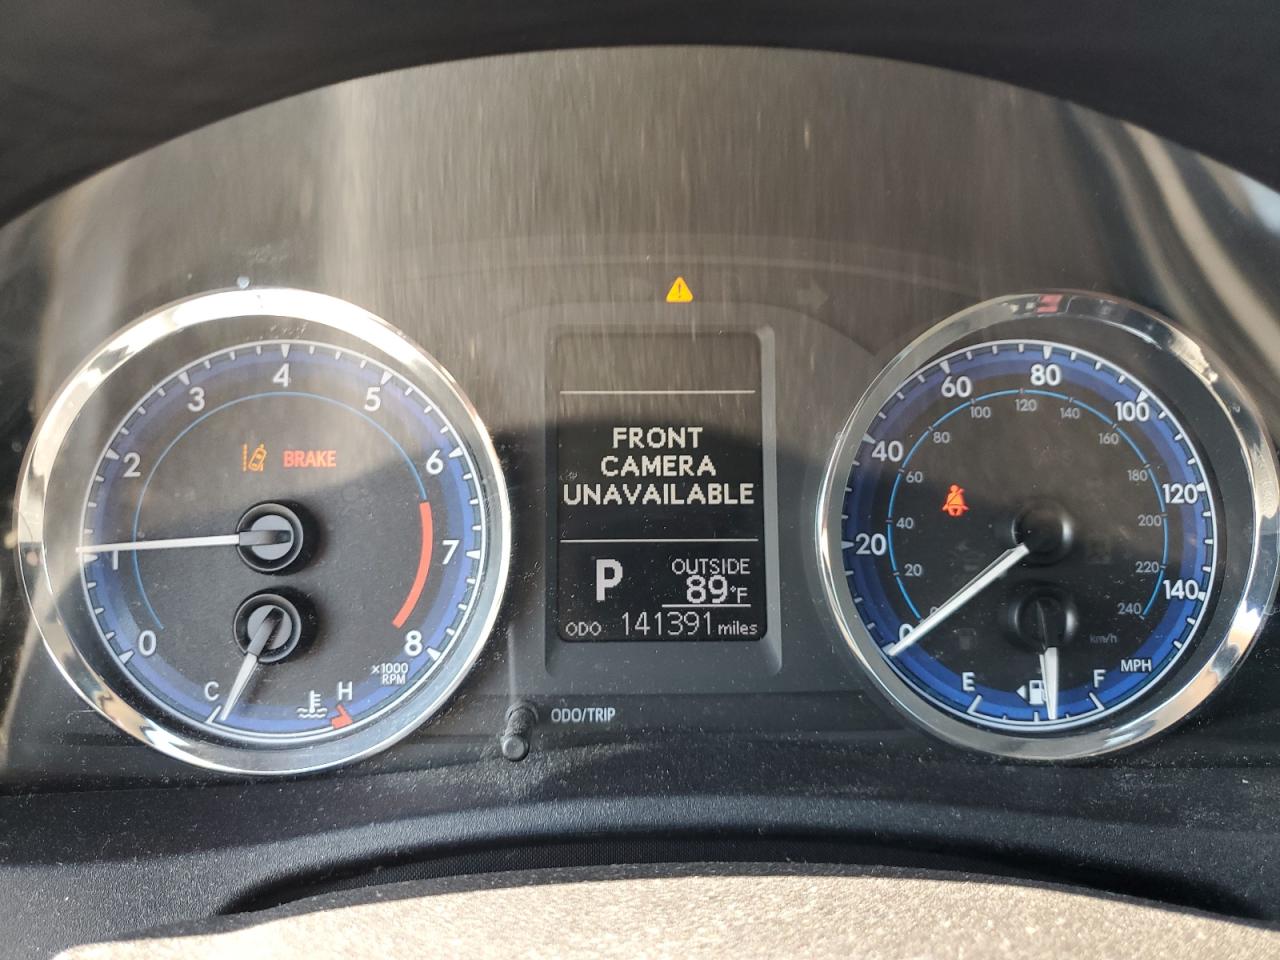 0
1
2
3
4
5
6
7
8
BRAKE
x1000
RPM
C
H
FRONT
CAMERA
UNAVAILABLE
P
OUTSIDE
89°F
ODO 141391 miles
ODO/TRIP
0
20
40
60
80
100
120
140
0
20
40
60
80
100
120
140
160
180
200
220
240
km/h
MPH
E
F